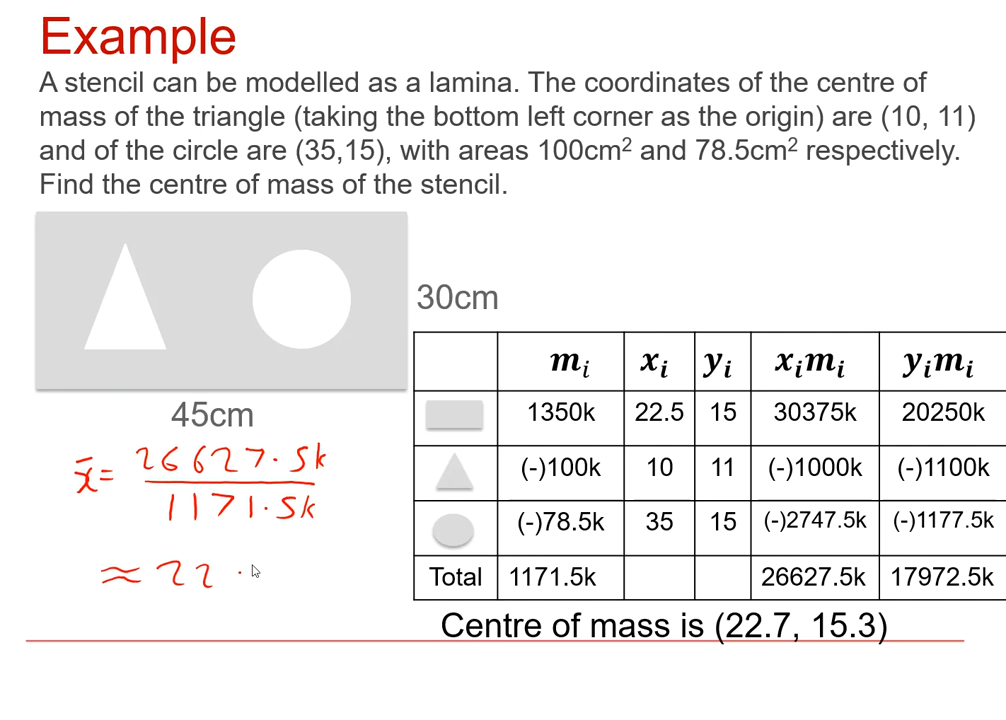 Example
A stencil can be modelled as a lamina. The coordinates of the centre of
mass of the triangle (taking the bottom left corner as the origin) are (10, 11)
and of the circle are (35,15), with areas 100cm² and 78.5cm² respectively.
Find the centre of mass of the stencil.
30cm
45cm
mᵢ xᵢ yᵢ xᵢmᵢ yᵢmᵢ
1350k 22.5 15 30375k 20250k
(-)100k 10 11 (-)1000k (-)1100k
(-)78.5k 35 15 (-)2747.5k (-)1177.5k
Total 1171.5k 26627.5k 17972.5k
x̄ = 26627.5k
1171.5k
≈ 22.
Centre of mass is (22.7, 15.3)